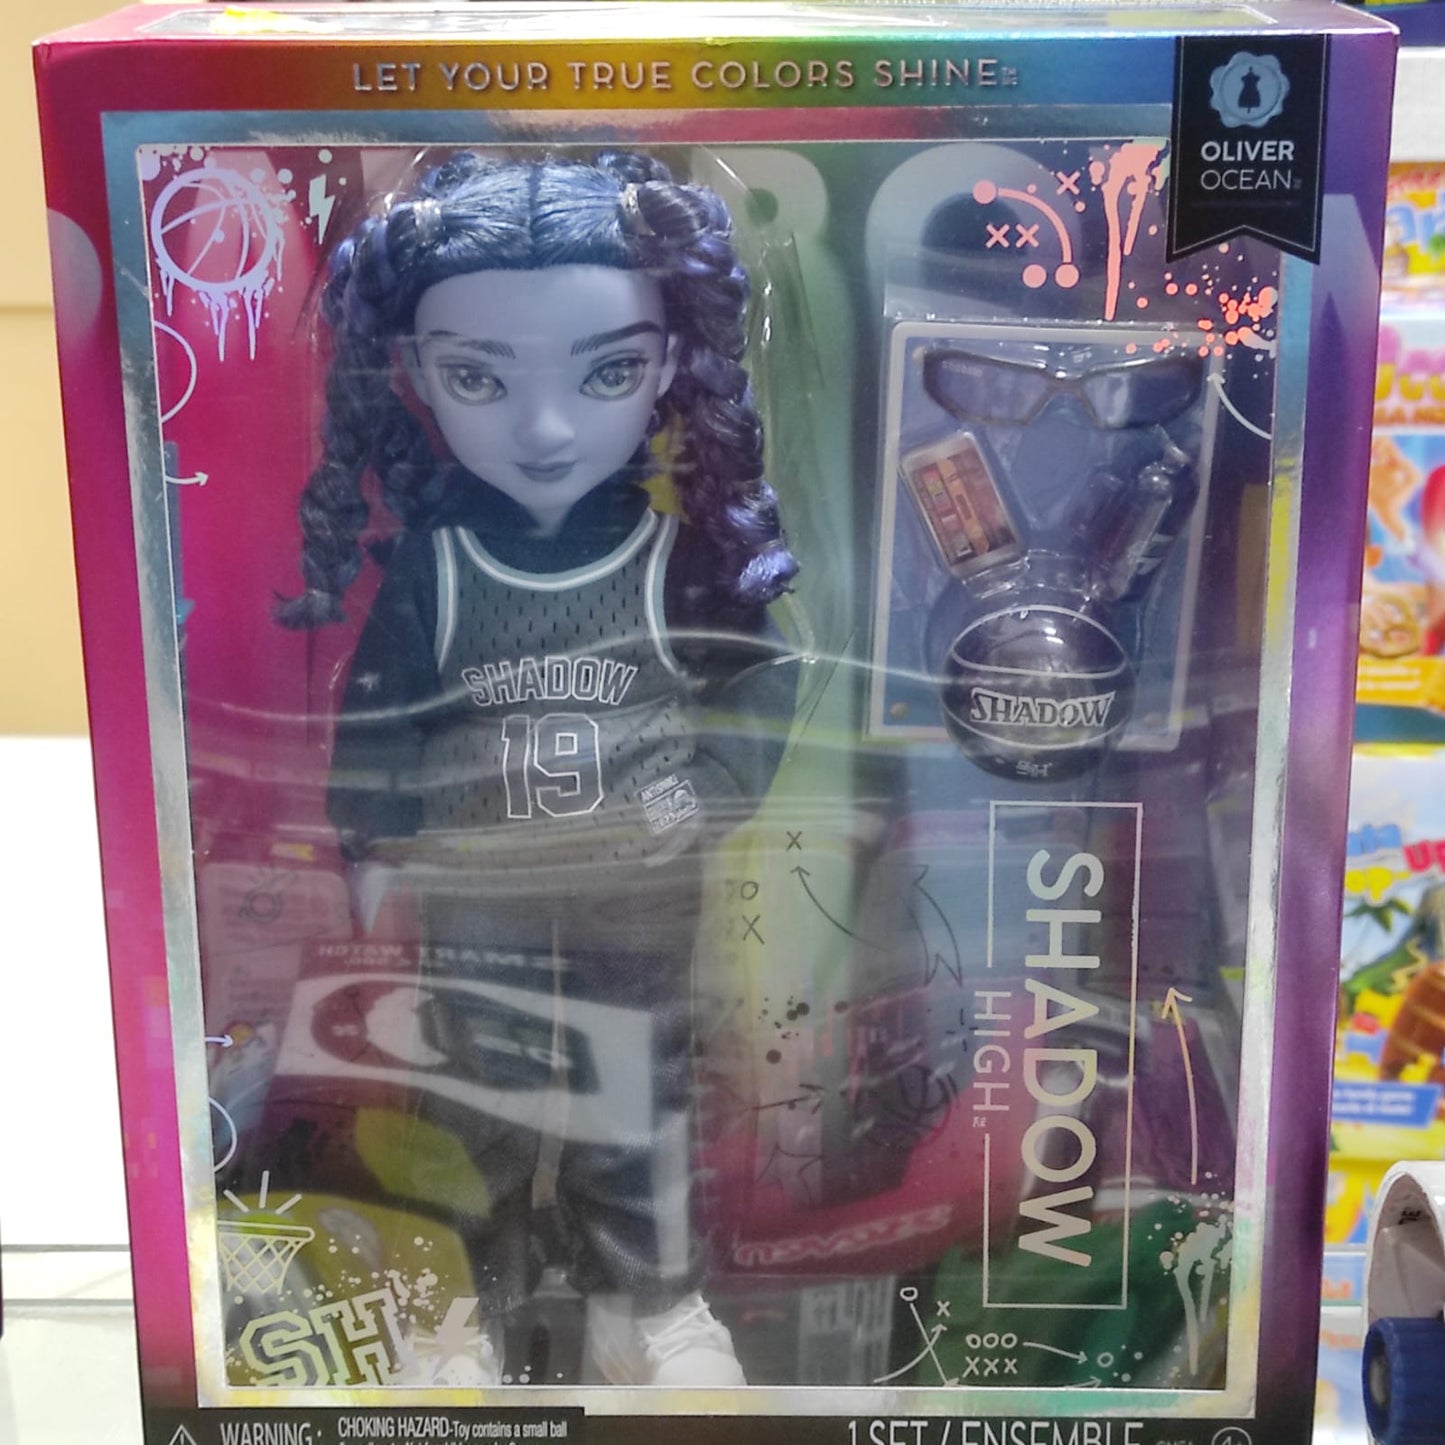 LET YOUR TRUE COLORS SHINE
OLIVER
OCEAN
SHADOW
19
SHADOW
SH
SHADOW
HIGH
SH
WARNING:
CHOKING HAZARD-Toy contains a small ball
1 SET / ENSEMBLE